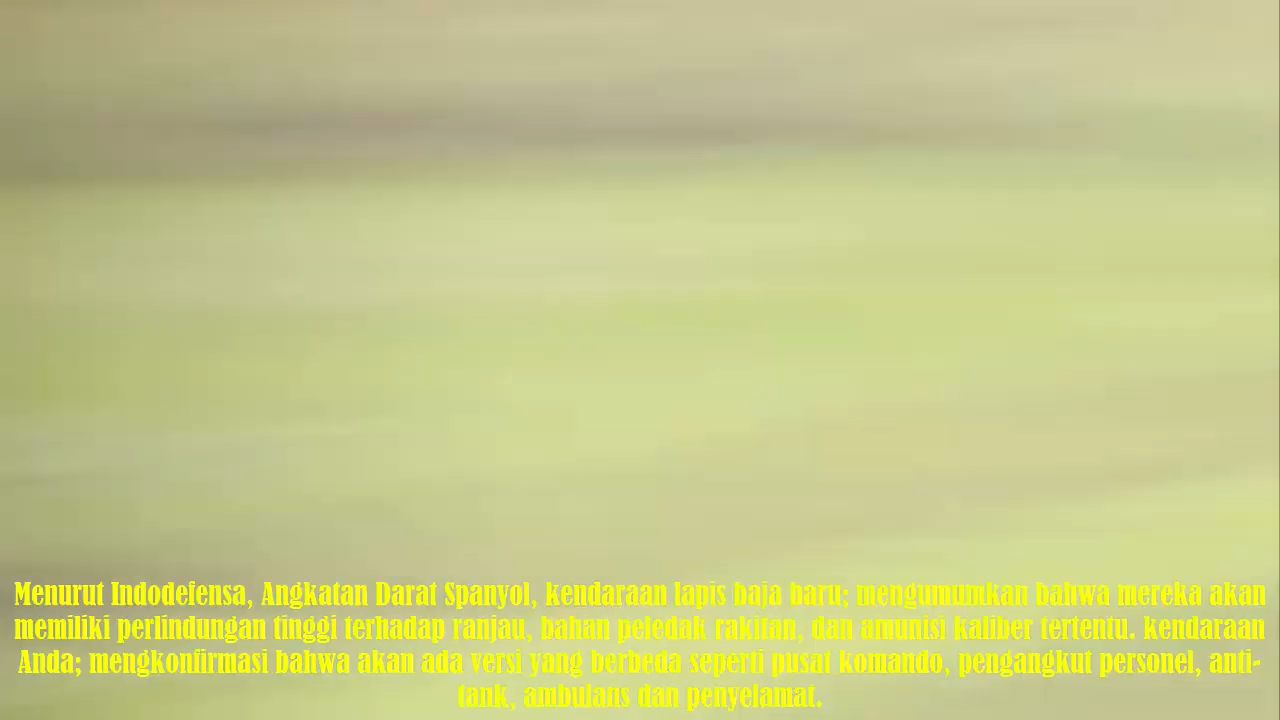 Menurut Indodefensa, Angkatan Darat Spanyol, kendaraan lapis baja baru; mengumumkan bahwa mereka akan
memiliki perlindungan tinggi terhadap ranjau, bahan peledak rakitan, dan amunisi kaliber tertentu. kendaraan
Anda; mengkonfirmasi bahwa akan ada versi yang berbeda seperti pusat komando, pengangkut personel, anti-
tank, ambulans dan penyelamat.